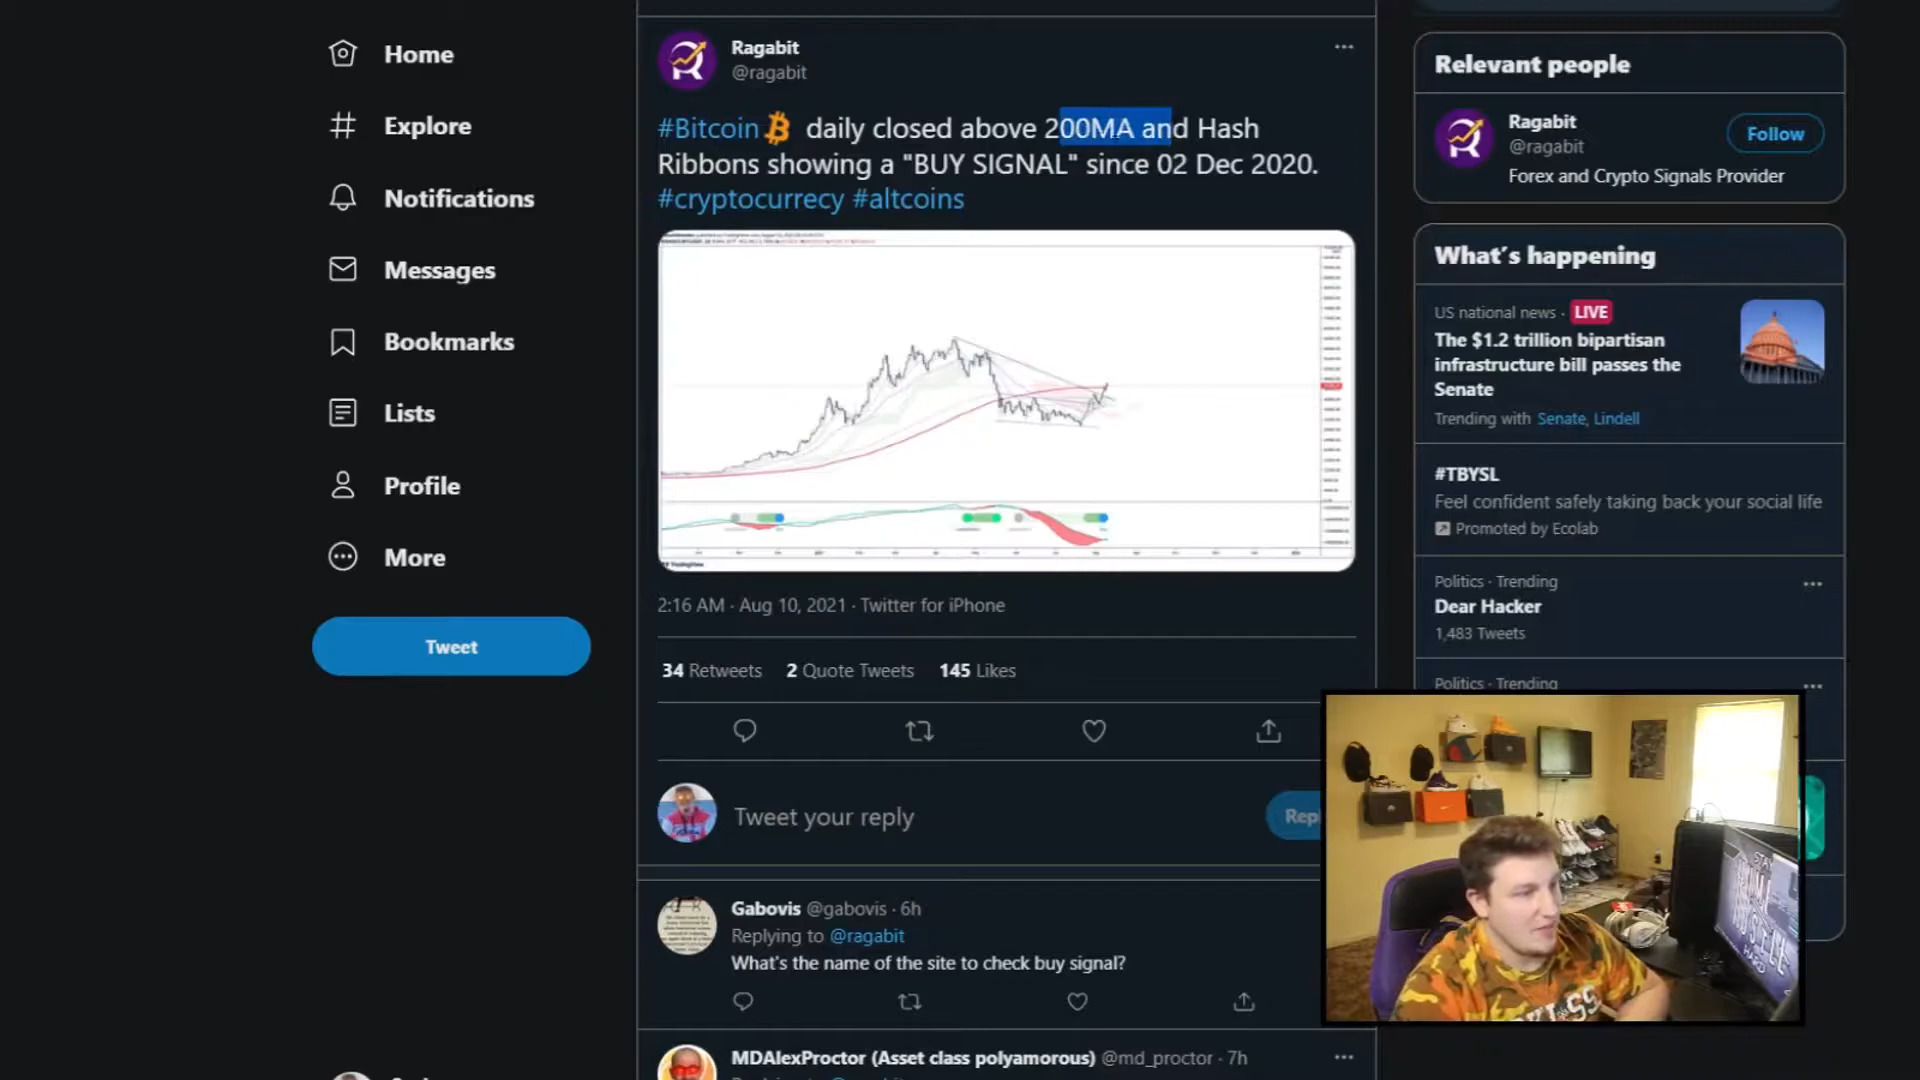 Home
Explore
Notifications
Messages
Bookmarks
Lists
Profile
More
Tweet
Ragabit
@ragabit
#Bitcoin daily closed above 200MA and Hash
Ribbons showing a "BUY SIGNAL" since 02 Dec 2020.
#cryptocurrecy #altcoins
2:16 AM · Aug 10, 2021 · Twitter for iPhone
34 Retweets 2 Quote Tweets 145 Likes
Tweet your reply
Gabovis @gabovis · 6h
Replying to @ragabit
What's the name of the site to check buy signal?
MDAlexProctor (Asset class polyamorous) @md_proctor · 7h
Relevant people
Ragabit
@ragabit
Follow
Forex and Crypto Signals Provider
What's happening
US national news · LIVE
The $1.2 trillion bipartisan
infrastructure bill passes the
Senate
Trending with Senate, Lindell
#TBYSL
Feel confident safely taking back your social life
Promoted by Ecolab
Politics · Trending
Dear Hacker
1,483 Tweets
Politics · Trending